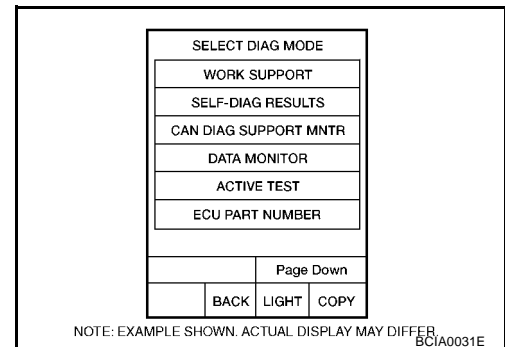 SELECT DIAG MODE
WORK SUPPORT
SELF-DIAG RESULTS
CAN DIAG SUPPORT MNTR
DATA MONITOR
ACTIVE TEST
ECU PART NUMBER
Page Down
BACK LIGHT COPY
NOTE: EXAMPLE SHOWN. ACTUAL DISPLAY MAY DIFFER.
BCIA0031E